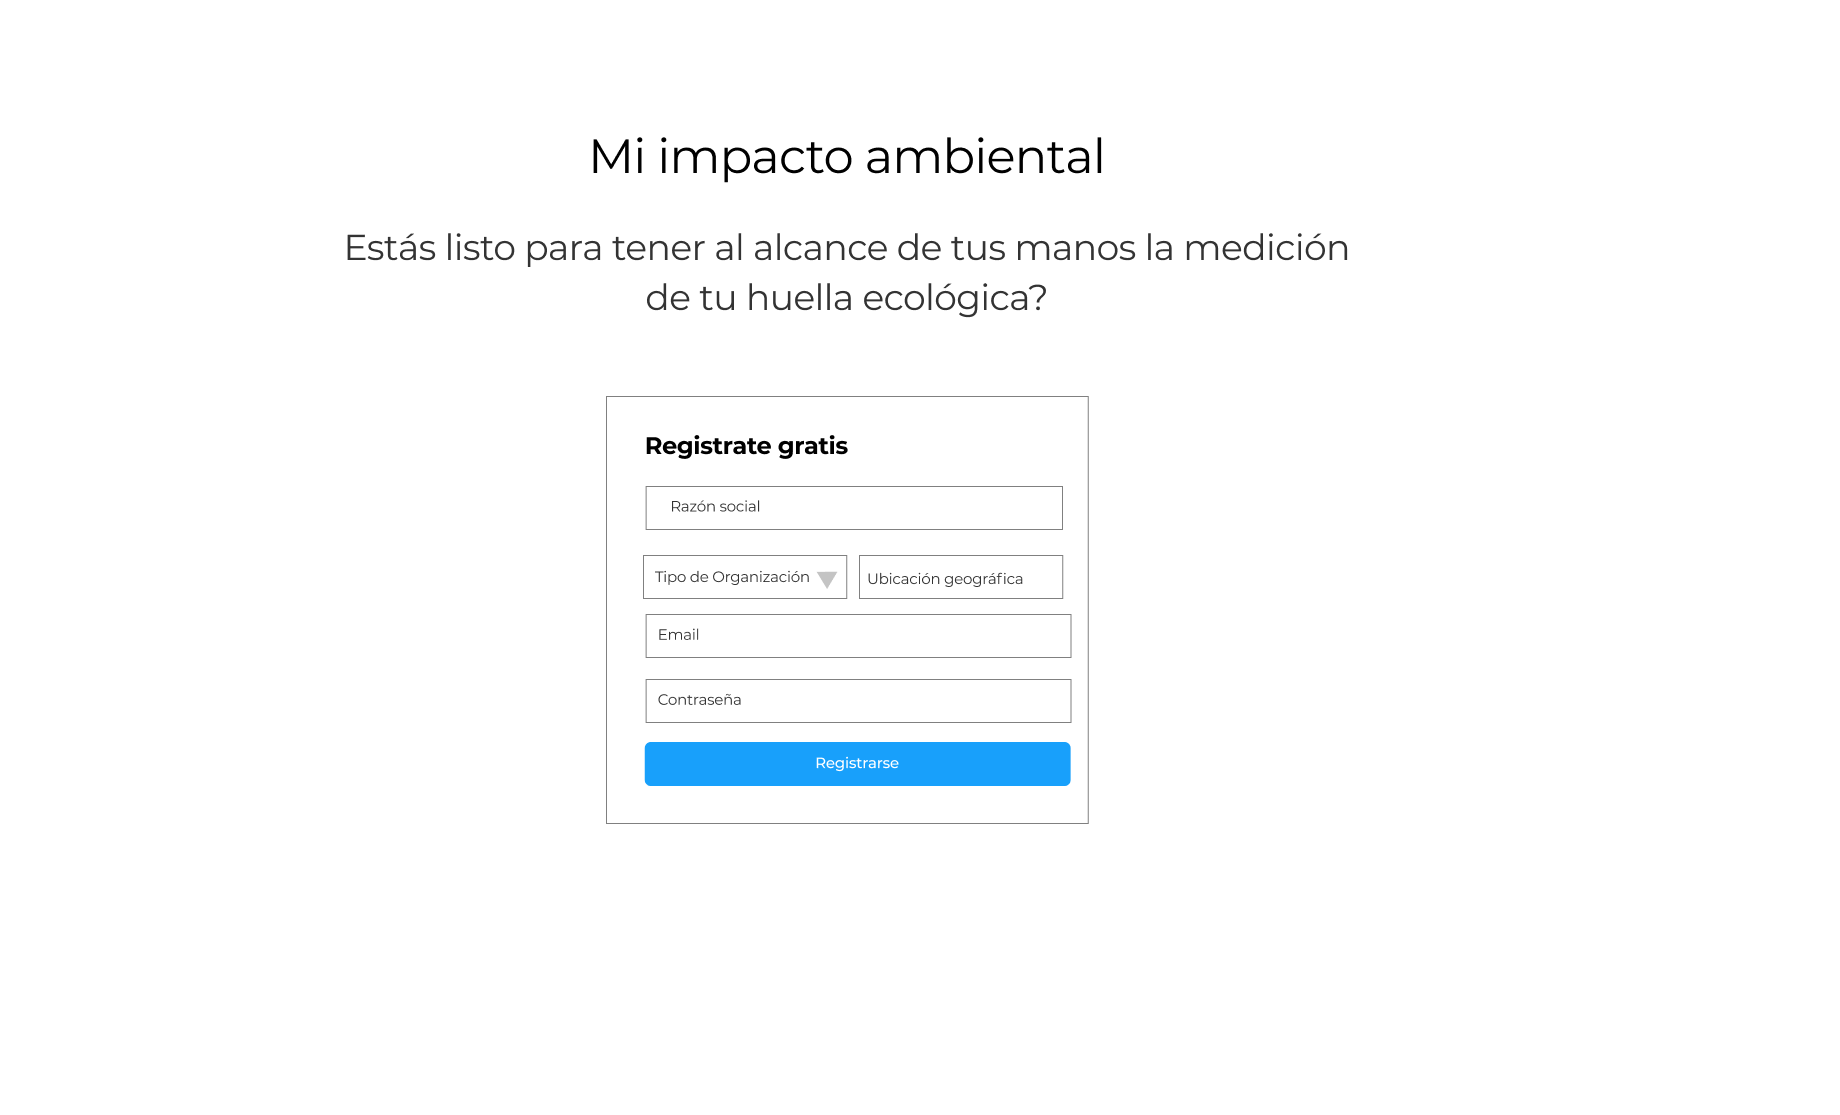 Mi impacto ambiental
Estás listo para tener al alcance de tus manos la medición
de tu huella ecológica?
Registrate gratis
Razón social
Tipo de Organización
Ubicación geográfica
Email
Contraseña
Registrarse